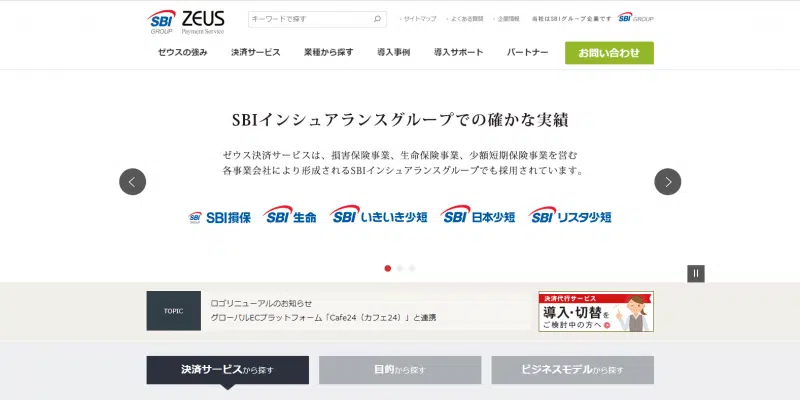 SBI GROUP ZEUS Payment Service
キーワードで探す
サイトマップ よくある質問 企業情報 当社はSBIグループ企業です SBI GROUP
ゼウスの強み 決済サービス 業種から探す 導入事例 導入サポート パートナー お問い合わせ
SBIインシュアランスグループでの確かな実績
ゼウス決済サービスは、損害保険事業、生命保険事業、少額短期保険事業を営む
各事業会社により形成されるSBIインシュアランスグループでも採用されています。
SBI GROUP SBI損保 SBI生命 SBIいきいき少短 SBI日本少短 SBIリスタ少短
TOPIC
ロゴリニューアルのお知らせ
グローバルECプラットフォーム「Cafe24（カフェ24）」と連携
決済代行サービス
導入・切替を
ご検討中の方へ
決済サービスから探す 目的から探す ビジネスモデルから探す